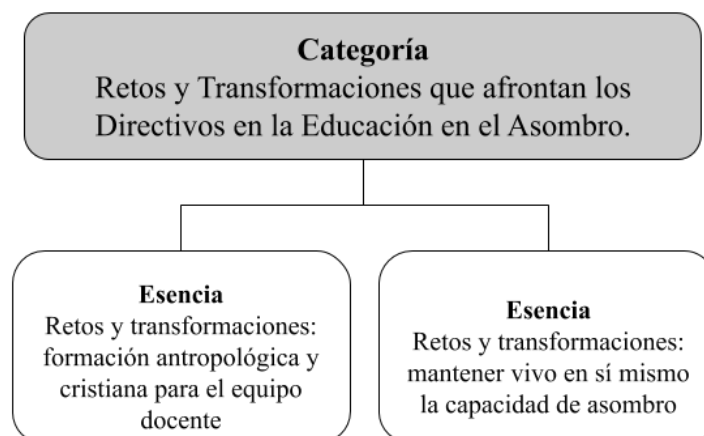 Categoría
Retos y Transformaciones que afrontan los
Directivos en la Educación en el Asombro.
Esencia
Retos y transformaciones:
formación antropológica y
cristiana para el equipo
docente
Esencia
Retos y transformaciones:
mantener vivo en sí mismo
la capacidad de asombro